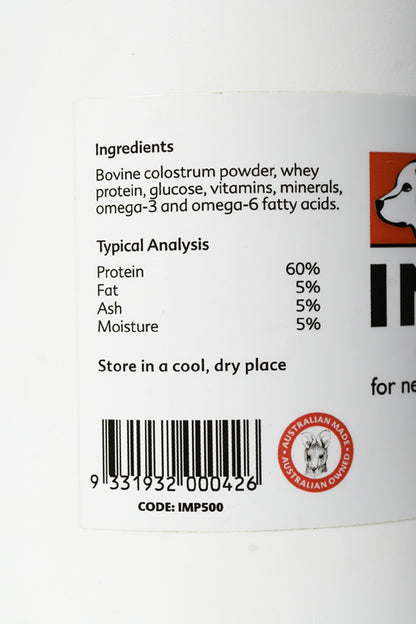 Ingredients
Bovine colostrum powder, whey
protein, glucose, vitamins, minerals,
omega-3 and omega-6 fatty acids.
Typical Analysis
Protein 60%
Fat 5%
Ash 5%
Moisture 5%
Store in a cool, dry place
IM
for ne
AUSTRALIAN MADE
AUSTRALIAN OWNED
9 331932 000426
CODE: IMP500